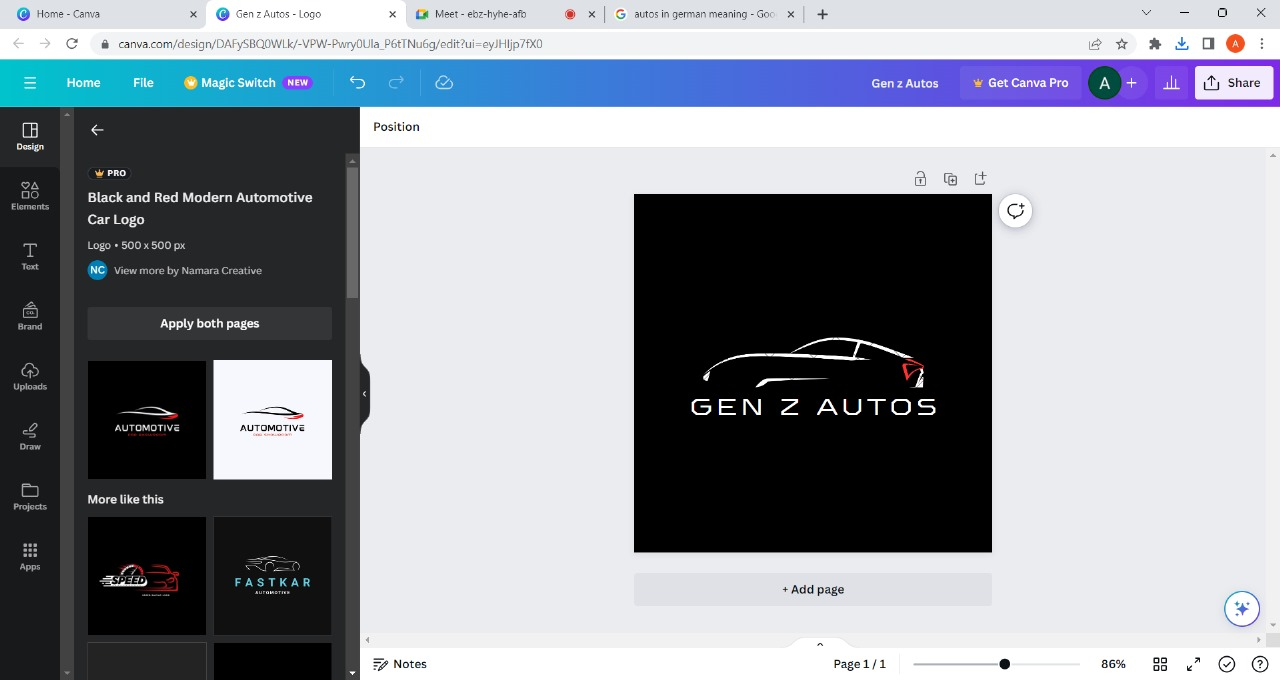 Home - Canva
Gen z Autos - Logo
Meet - ebz-hyhe-afb
autos in german meaning - Goo
canva.com/design/DAFySBQ0WLk/-VPW-Pwry0Ula_P6tTNu6g/edit?ui=eyJHIjp7fX0
A
Home
File
Magic Switch
NEW
Gen z Autos
Get Canva Pro
A
Share
Design
Elements
Text
Brand
Uploads
Draw
Projects
Apps
PRO
Black and Red Modern Automotive
Car Logo
Logo • 500 x 500 px
NC
View more by Namara Creative
Apply both pages
AUTOMOTIVE
AUTOMOTIVE
More like this
SPEED
FASTKAR
AUTOMOTIVE
Position
GEN Z AUTOS
+ Add page
Notes
Page 1 / 1
86%